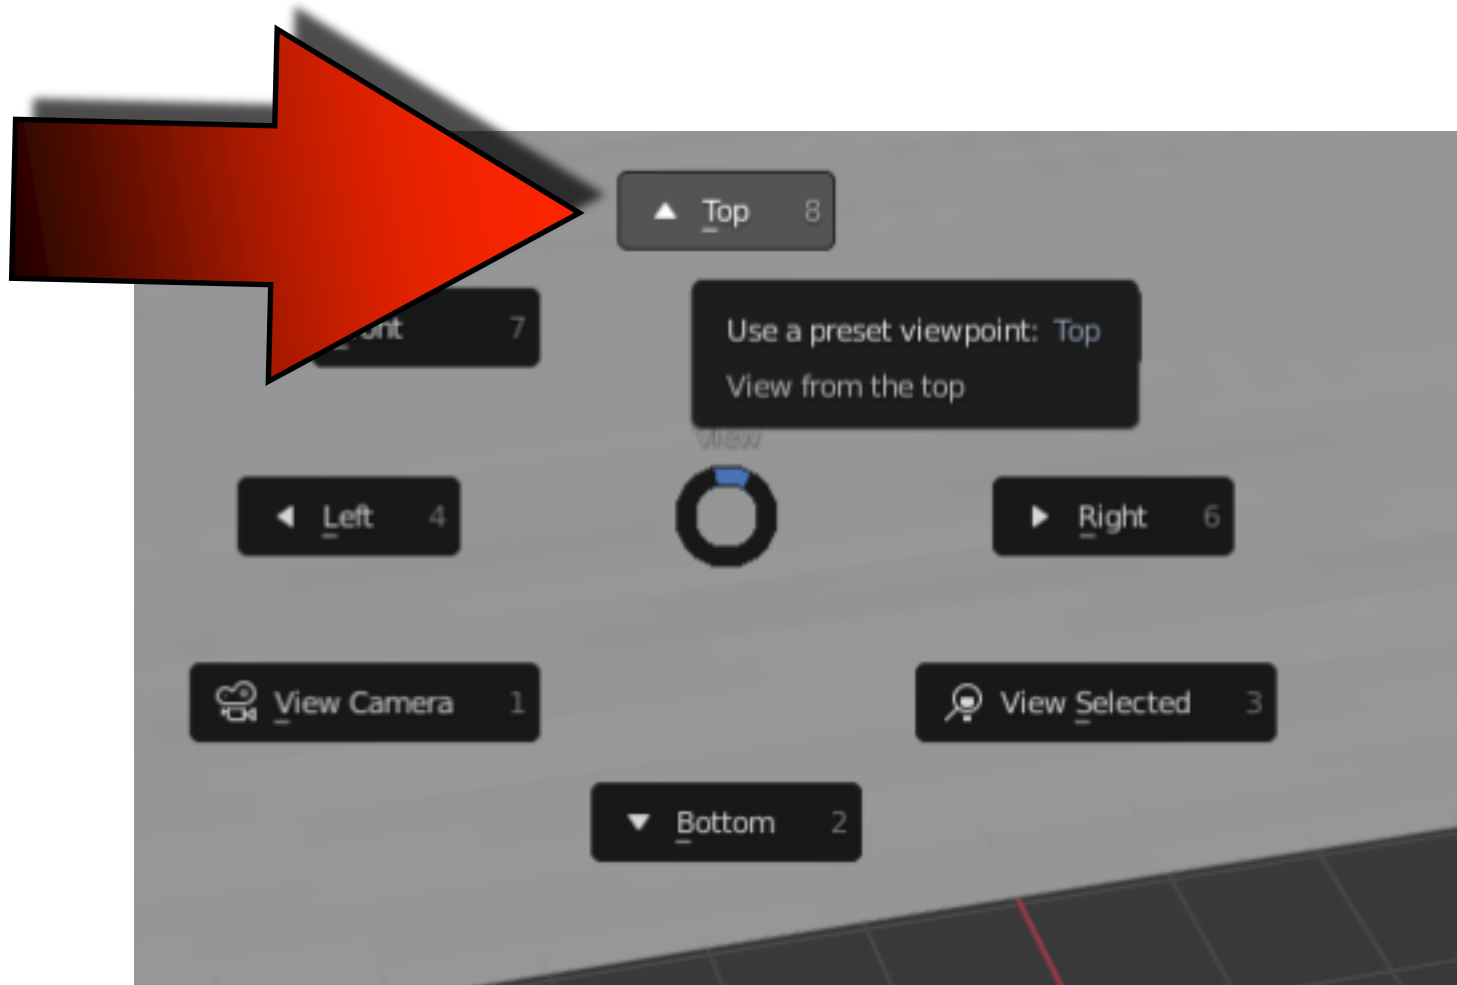 Top 8
7
Use a preset viewpoint: Top
View from the top
View
Left 4
Right 6
View Camera 1
View Selected 3
Bottom 2